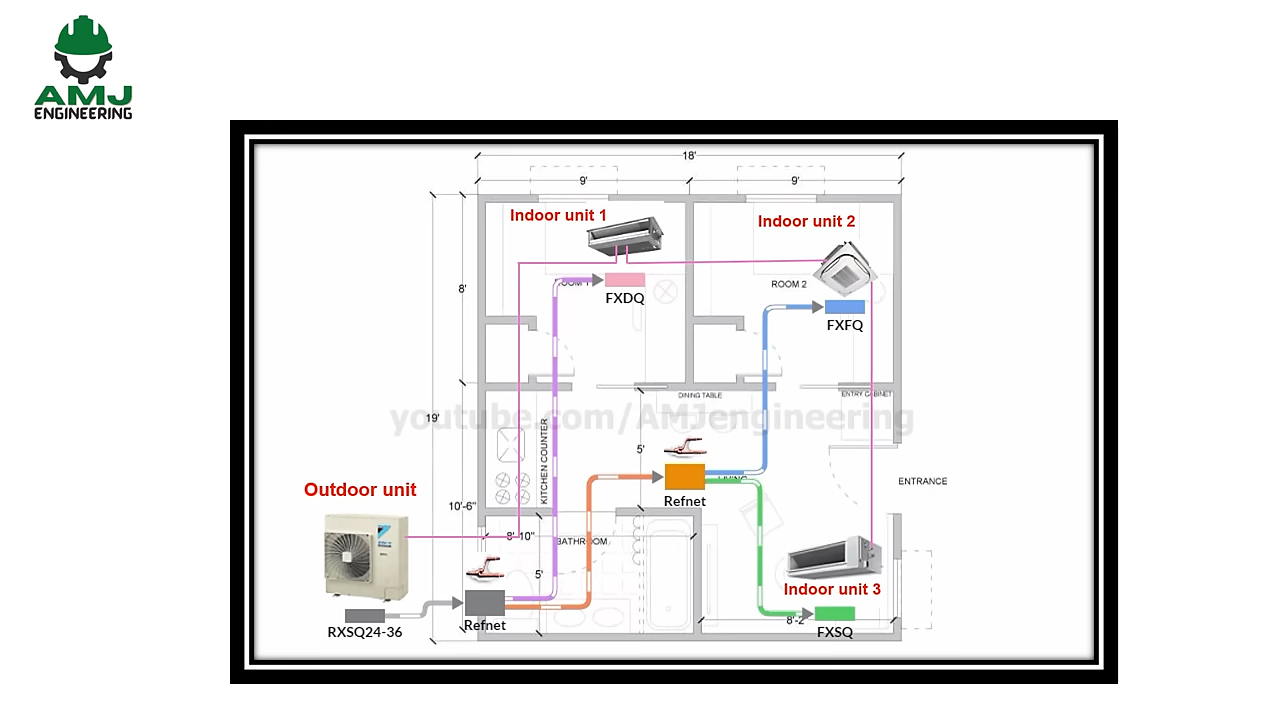 AMJ
ENGINEERING
18'
9'
9'
Indoor unit 1
Indoor unit 2
ROOM 1
ROOM 2
FXDQ
FXFQ
8'
DINING TABLE
ENTRY CABINET
youtube.com/AMJengineering
19'
KITCHEN COUNTER
5'
LIVING
Refnet
ENTRANCE
Outdoor unit
10'-6"
8'-10"
BATHROOM
5'
Indoor unit 3
RXSQ24-36
Refnet
8'-2"
FXSQ